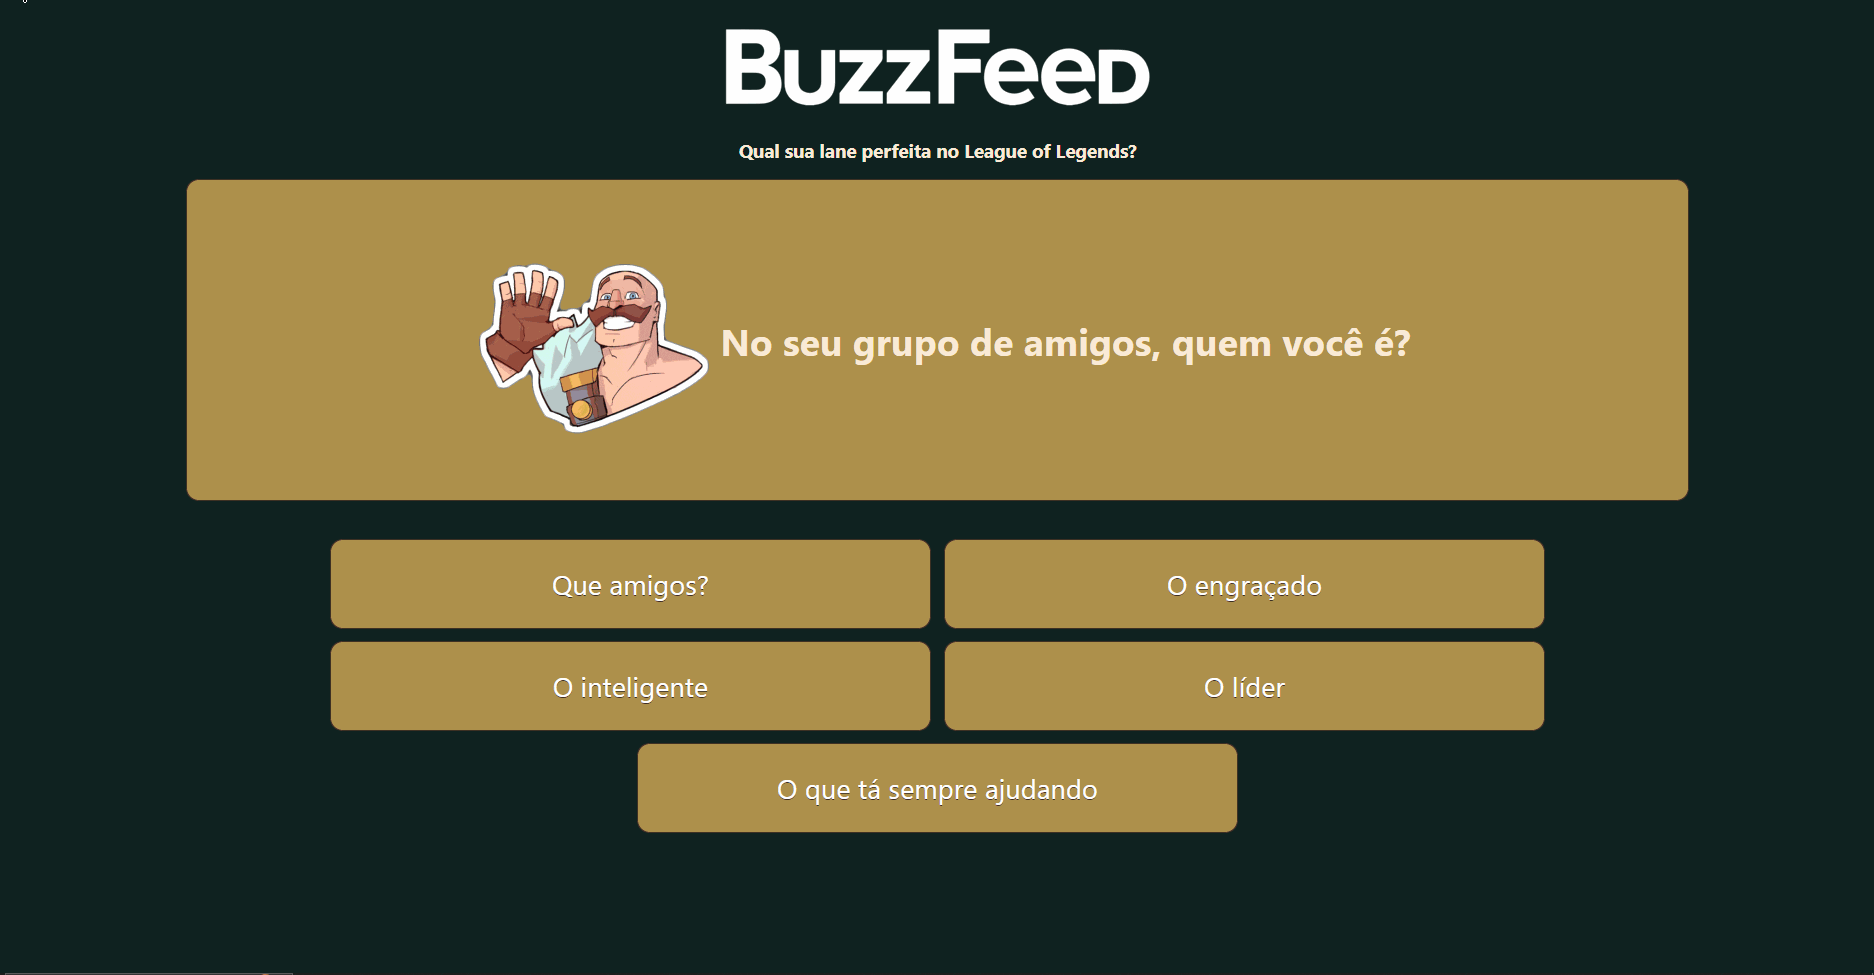 BuzzFeed
Qual sua lane perfeita no League of Legends?
No seu grupo de amigos, quem você é?
Que amigos?
O engraçado
O inteligente
O líder
O que tá sempre ajudando